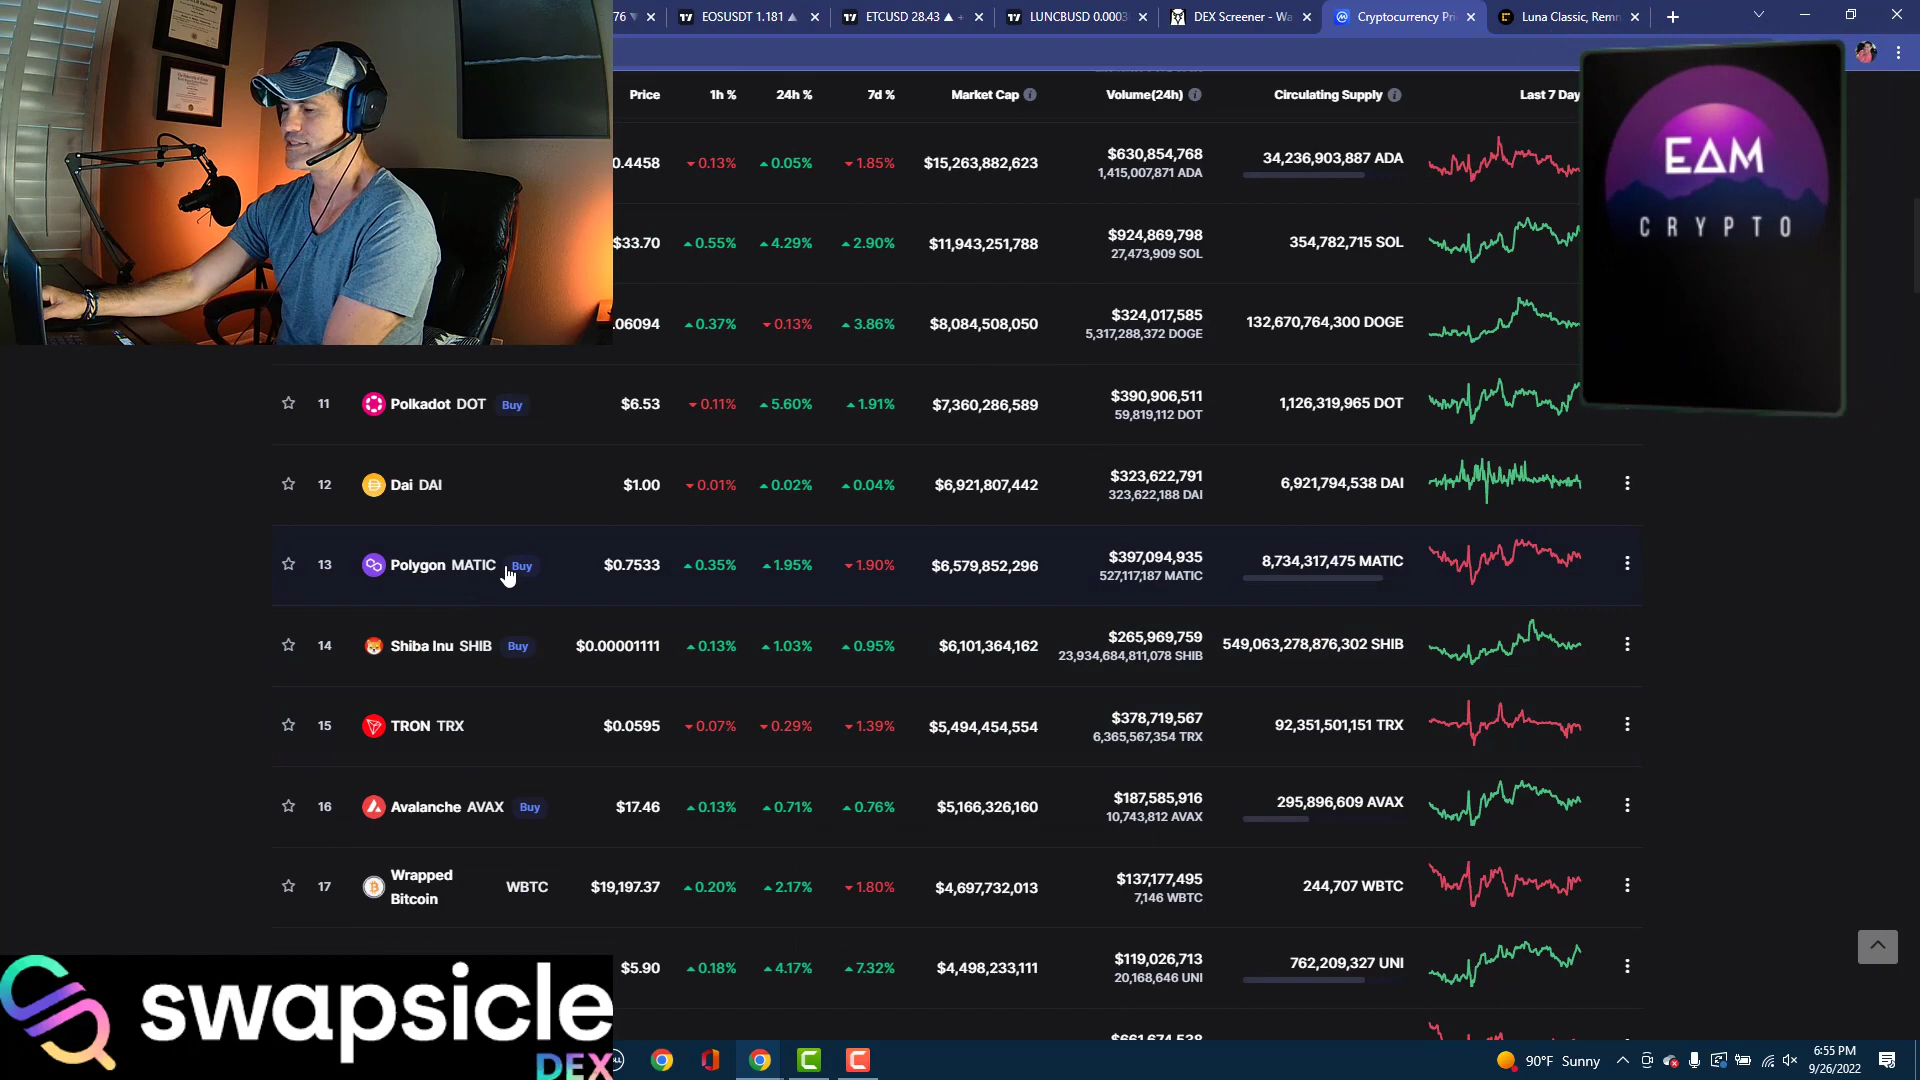 76
EOSUSDT 1.181
ETCUSD 28.43
LUNCBUSD 0.0003
DEX Screener - Wa
Cryptocurrency Pri
Luna Classic, Remn
Price 1h % 24h % 7d % Market Cap Volume(24h) Circulating Supply Last 7 Day
0.4458 0.13% 0.05% 1.85% $15,263,882,623 $630,854,768 34,236,903,887 ADA
1,415,007,871 ADA
$33.70 0.55% 4.29% 2.90% $11,943,251,788 $924,869,798 354,782,715 SOL
27,473,909 SOL
.06094 0.37% 0.13% 3.86% $8,084,508,050 $324,017,585 132,670,764,300 DOGE
5,317,288,372 DOGE
11 Polkadot DOT Buy $6.53 0.11% 5.60% 1.91% $7,360,286,589 $390,906,511 1,126,319,965 DOT
59,819,112 DOT
12 Dai DAI $1.00 0.01% 0.02% 0.04% $6,921,807,442 $323,622,791 6,921,794,538 DAI
323,622,188 DAI
13 Polygon MATIC Buy $0.7533 0.35% 1.95% 1.90% $6,579,852,296 $397,094,935 8,734,317,475 MATIC
527,117,187 MATIC
14 Shiba Inu SHIB Buy $0.00001111 0.13% 1.03% 0.95% $6,101,364,162 $265,969,759 549,063,278,876,302 SHIB
23,934,684,811,078 SHIB
15 TRON TRX $0.0595 0.07% 0.29% 1.39% $5,494,454,554 $378,719,567 92,351,501,151 TRX
6,365,567,354 TRX
16 Avalanche AVAX Buy $17.46 0.13% 0.71% 0.76% $5,166,326,160 $187,585,916 295,896,609 AVAX
10,743,812 AVAX
17 Wrapped Bitcoin WBTC $19,197.37 0.20% 2.17% 1.80% $4,697,732,013 $137,177,495 244,707 WBTC
7,146 WBTC
$5.90 0.18% 4.17% 7.32% $4,498,233,111 $119,026,713 762,209,327 UNI
20,168,646 UNI
EΔM
CRYPTO
swapsicle
DEX
90°F Sunny
6:55 PM
9/26/2022